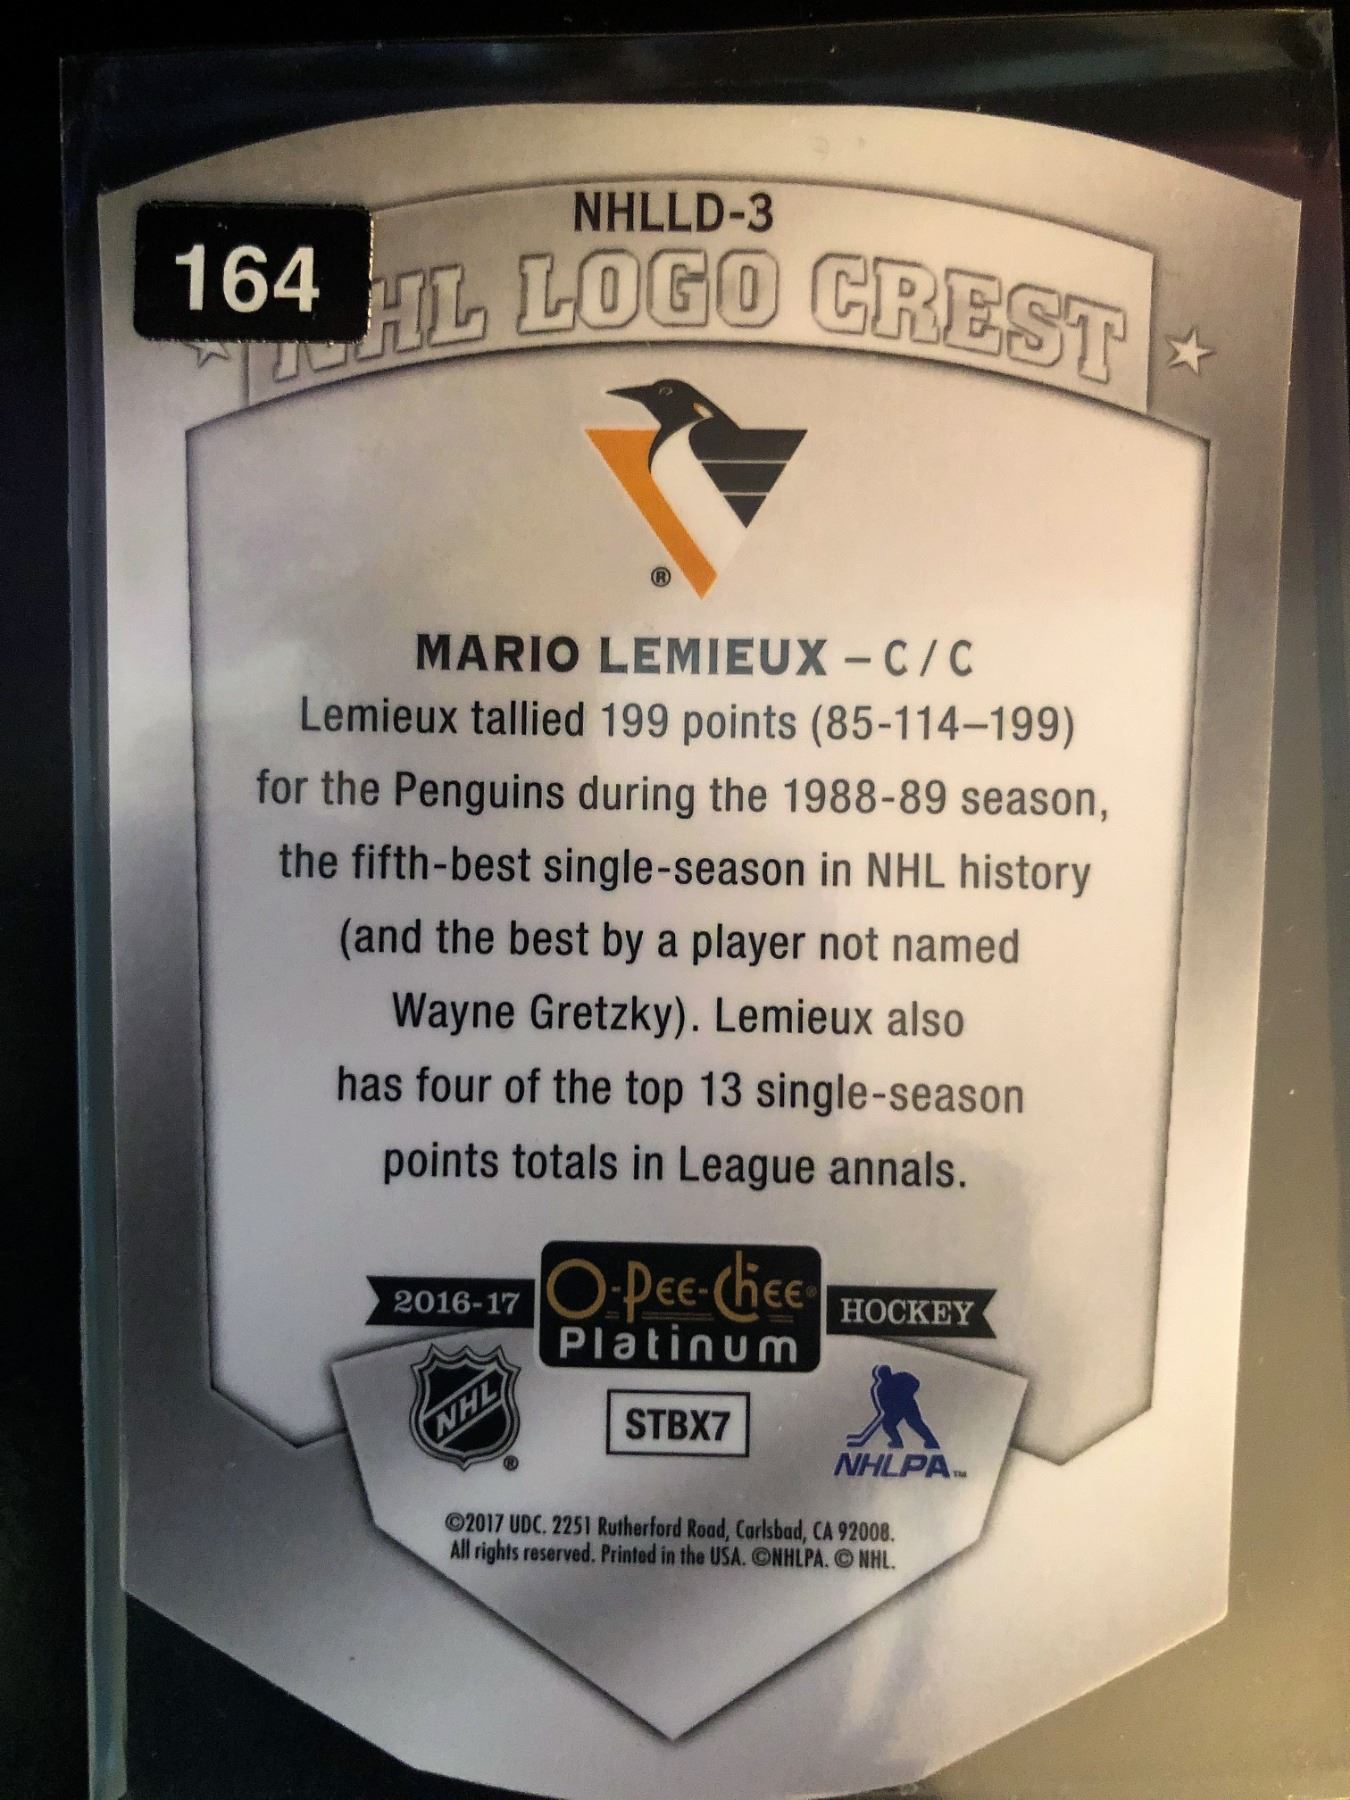 NHLLD-3
164
NHL LOGO CREST
®
MARIO LEMIEUX – C / C
Lemieux tallied 199 points (85-114–199)
for the Penguins during the 1988-89 season,
the fifth-best single-season in NHL history
(and the best by a player not named
Wayne Gretzky). Lemieux also
has four of the top 13 single-season
points totals in League annals.
2016-17
O-Pee-Chee®
Platinum
HOCKEY
NHL
®
STBX7
NHLPA™
©2017 UDC. 2251 Rutherford Road, Carlsbad, CA 92008.
All rights reserved. Printed in the USA. ©NHLPA. © NHL.